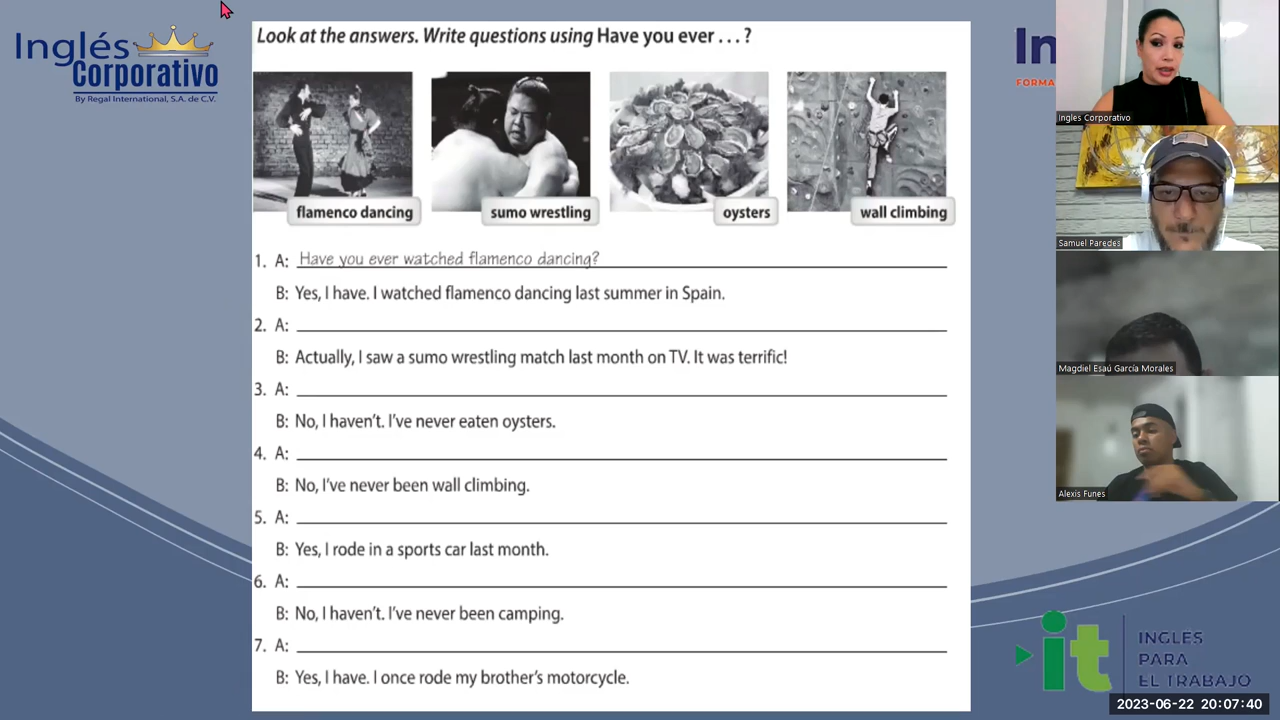 Inglés
Corporativo
By Regal International, S.A. de C.V.
Look at the answers. Write questions using Have you ever . . . ?
flamenco dancing
sumo wrestling
oysters
wall climbing
1. A: Have you ever watched flamenco dancing?
B: Yes, I have. I watched flamenco dancing last summer in Spain.
2. A:
B: Actually, I saw a sumo wrestling match last month on TV. It was terrific!
3. A:
B: No, I haven't. I've never eaten oysters.
4. A:
B: No, I've never been wall climbing.
5. A:
B: Yes, I rode in a sports car last month.
6. A:
B: No, I haven't. I've never been camping.
7. A:
B: Yes, I have. I once rode my brother's motorcycle.
In
FORMA
Ingles Corporativo
Samuel Paredes
Magdiel Esaú García Morales
Alexis Funes
it
INGLES
PARA
EL TRABAJO
2023-06-22 20:07:40